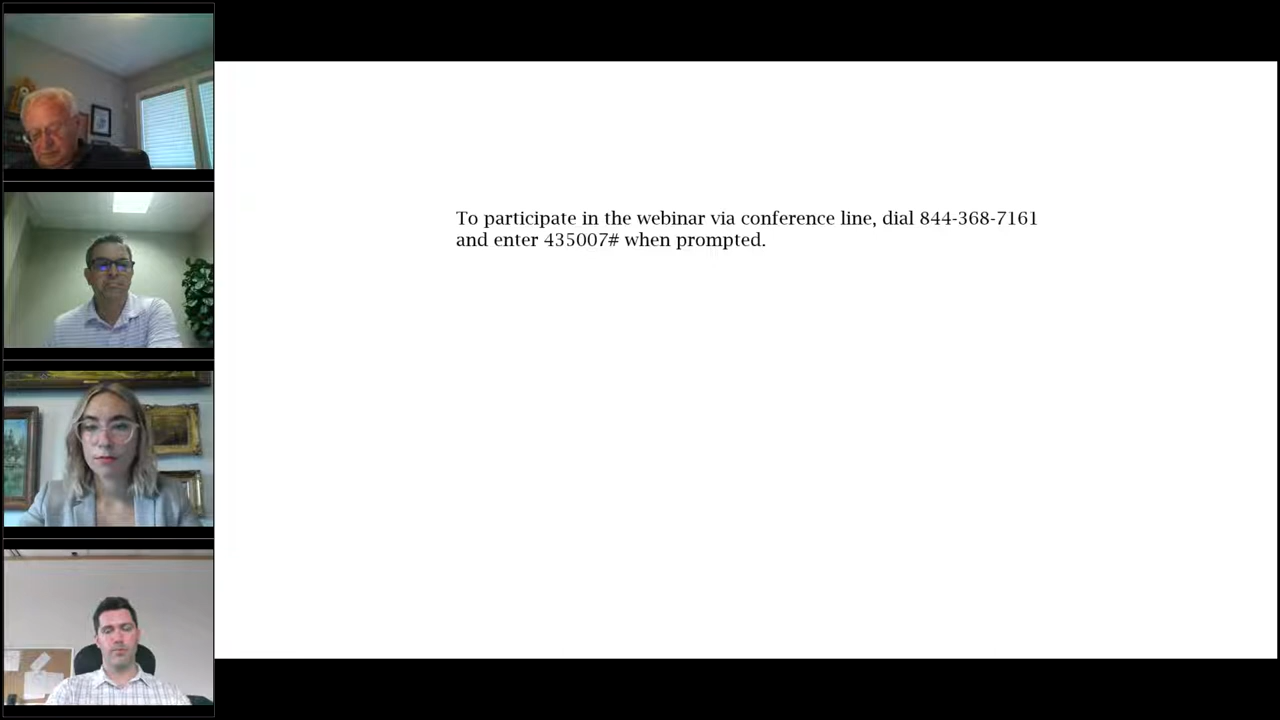 To participate in the webinar via conference line, dial 844-368-7161
and enter 435007# when prompted.